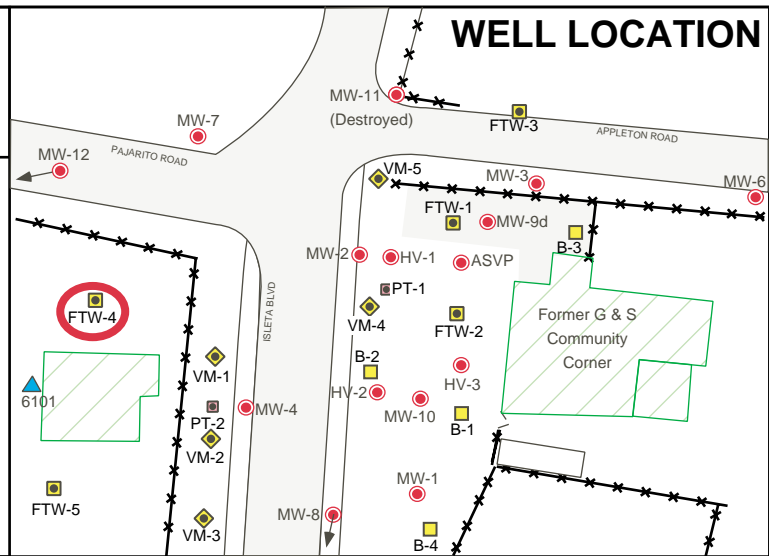 WELL LOCATION
MW-11
(Destroyed)
MW-7
FTW-3
APPLETON ROAD
PAJARITO ROAD
MW-12
VM-5
MW-3
MW-6
FTW-1
MW-9d
B-3
MW-2
HV-1
ASVP
PT-1
FTW-4
ISLETA BLVD
VM-4
FTW-2
Former G & S
Community
Corner
B-2
VM-1
HV-3
6101
HV-2
PT-2
MW-4
MW-10
B-1
VM-2
MW-1
FTW-5
MW-8
VM-3
B-4